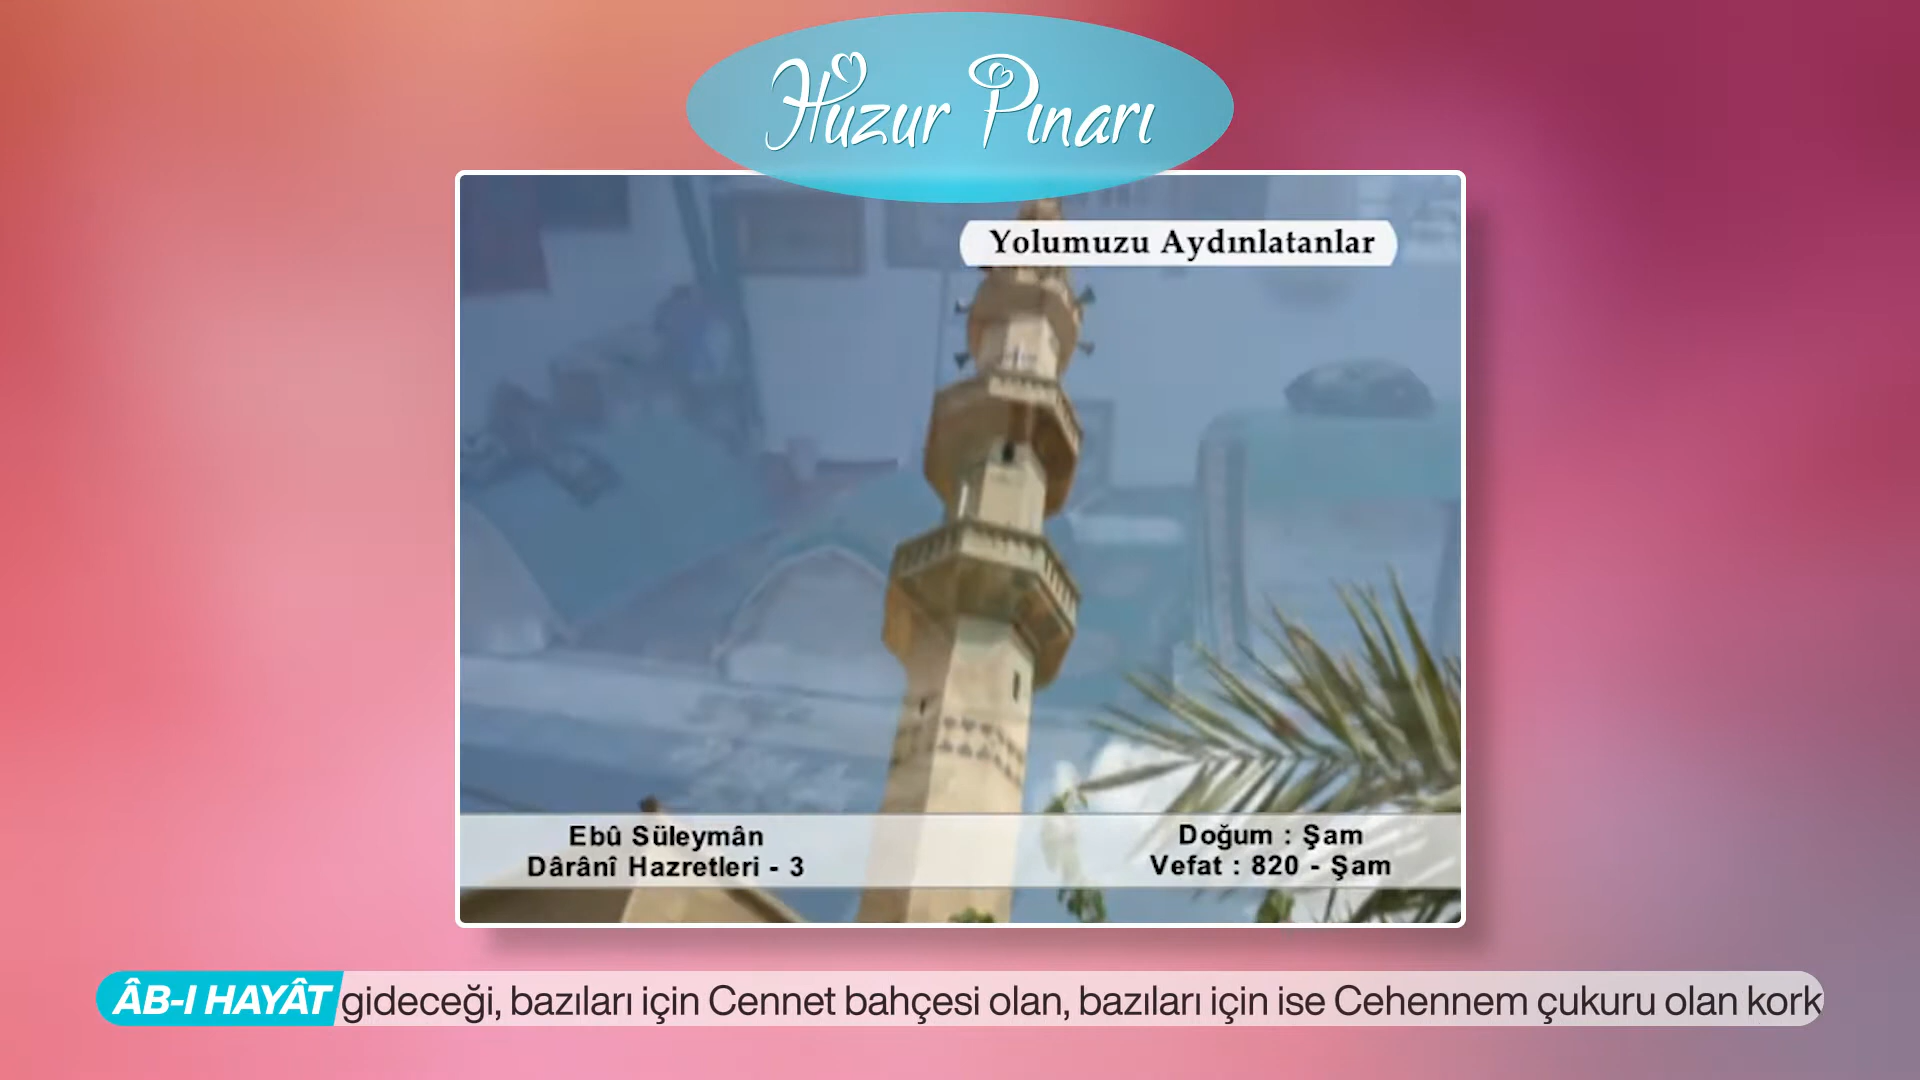 Huzur Pınarı
Yolumuzu Aydınlatanlar
Ebû Süleymân
Dârânî Hazretleri - 3
Doğum : Şam
Vefat : 820 - Şam
ÂB-I HAYÂT gideceği, bazıları için Cennet bahçesi olan, bazıları için ise Cehennem çukuru olan kork